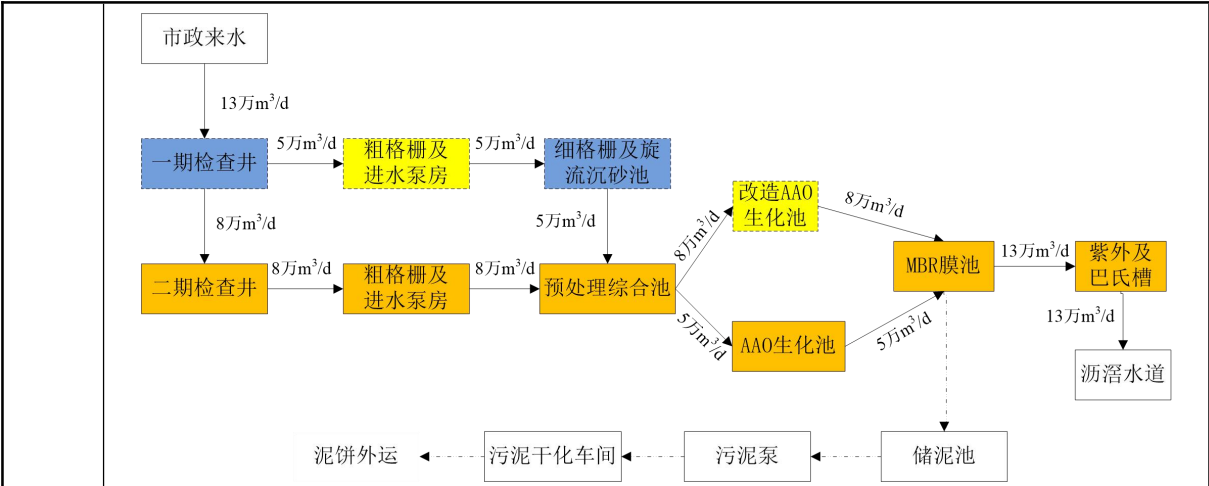 市政来水
13万m³/d
一期检查井
5万m³/d
粗格栅及
进水泵房
5万m³/d
细格栅及旋
流沉砂池
8万m³/d
5万m³/d
二期检查井
8万m³/d
粗格栅及
进水泵房
8万m³/d
预处理综合池
8万m³/d
改造AAO
生化池
8万m³/d
5万m³/d
AAO生化池
5万m³/d
MBR膜池
13万m³/d
紫外及
巴氏槽
13万m³/d
沥滘水道
泥饼外运
污泥干化车间
污泥泵
储泥池